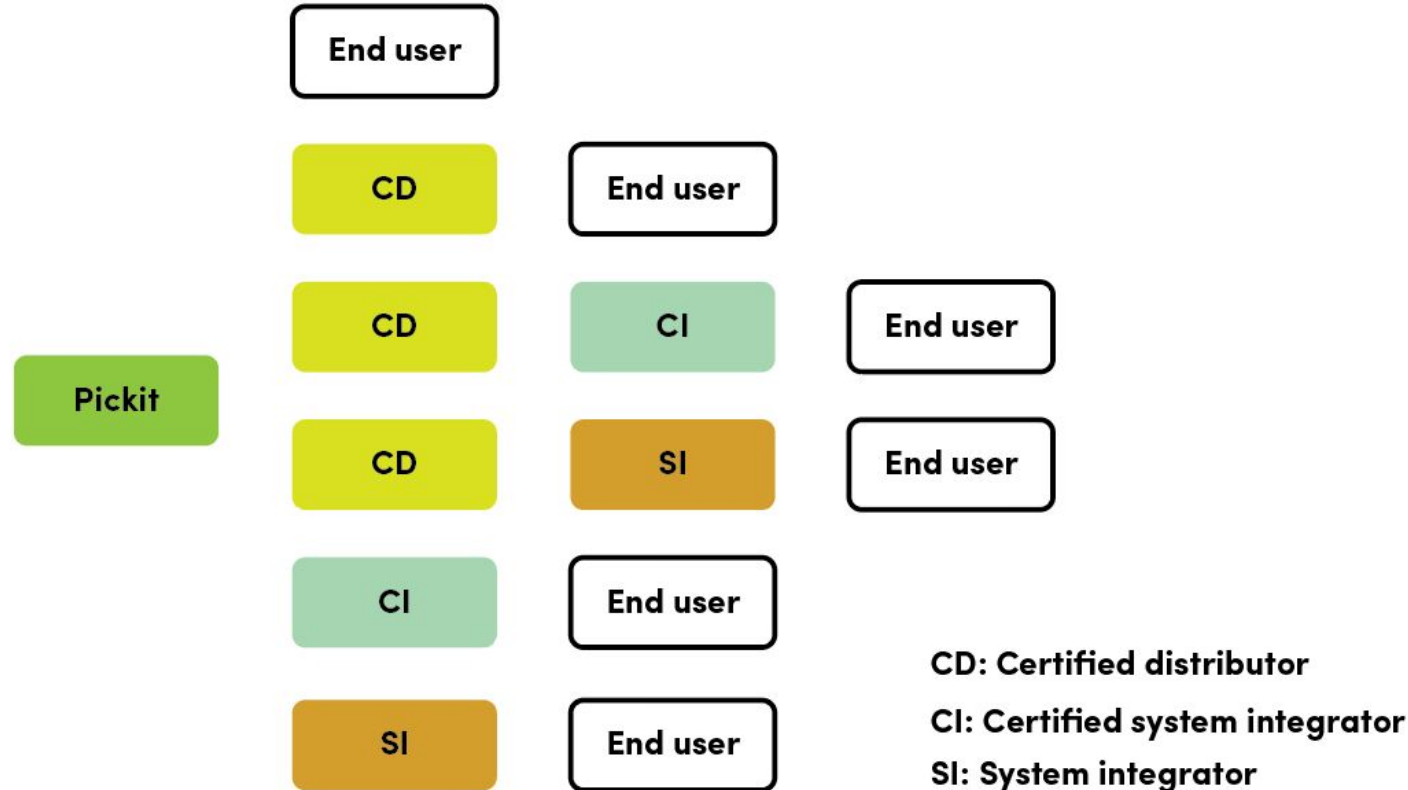 End user
CD
End user
CD
CI
End user
Pickit
CD
SI
End user
CI
End user
CD: Certified distributor
CI: Certified system integrator
SI
End user
SI: System integrator